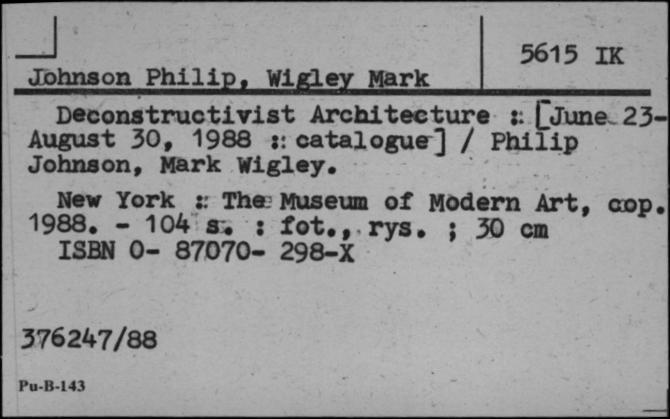 5615 IK
Johnson Philip, Wigley Mark
Deconstructivist Architecture : [June 23-
August 30, 1988 : catalogue] / Philip
Johnson, Mark Wigley.
New York : The Museum of Modern Art, cop.
1988. - 104 s. : fot., rys. ; 30 cm
ISBN 0- 87070- 298-X
376247/88
Pu-B-143